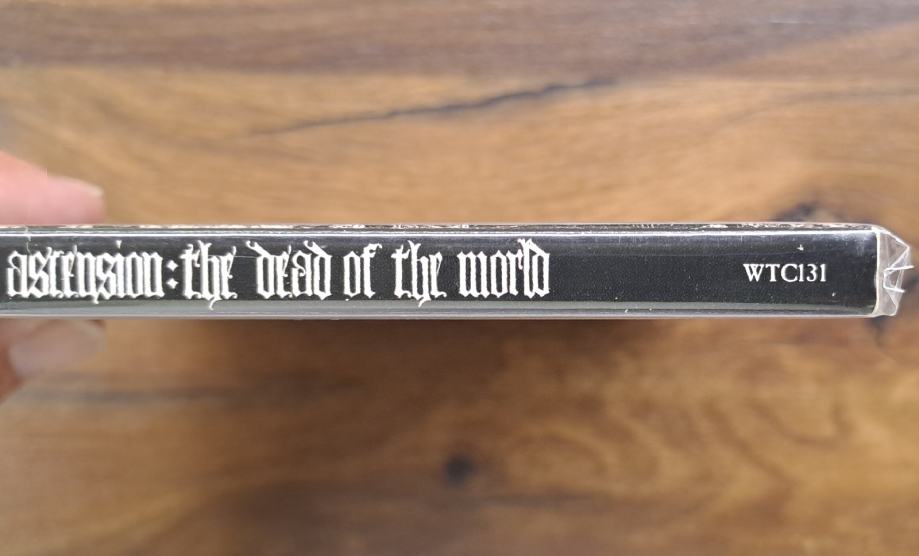 ascension: the dead of the world
WTC131